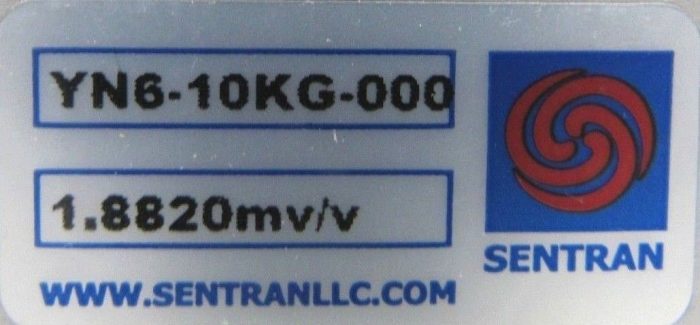 YN6-10KG-000
1.8820mv/v
WWW.SENTRANLLC.COM
SENTRAN